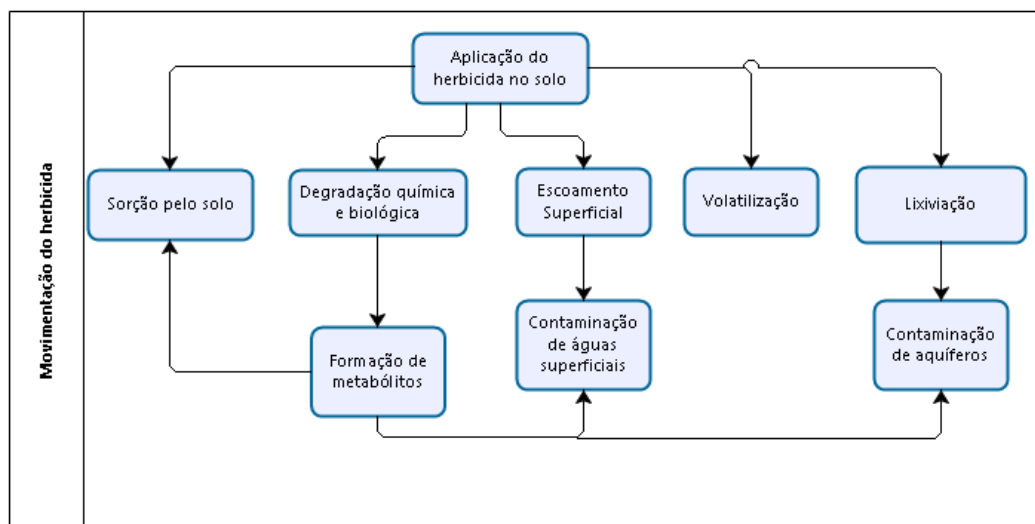 Movimentação do herbicida
Aplicação do
herbicida no solo
Sorção pelo solo
Degradação química
e biológica
Escoamento
Superficial
Volatilização
Lixiviação
Formação de
metabólitos
Contaminação
de águas
superficiais
Contaminação
de aquíferos